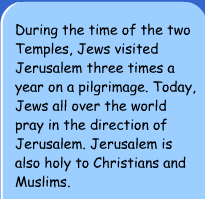 During the time of the two
Temples, Jews visited
Jerusalem three times a
year on a pilgrimage. Today,
Jews all over the world
pray in the direction of
Jerusalem. Jerusalem is
also holy to Christians and
Muslims.